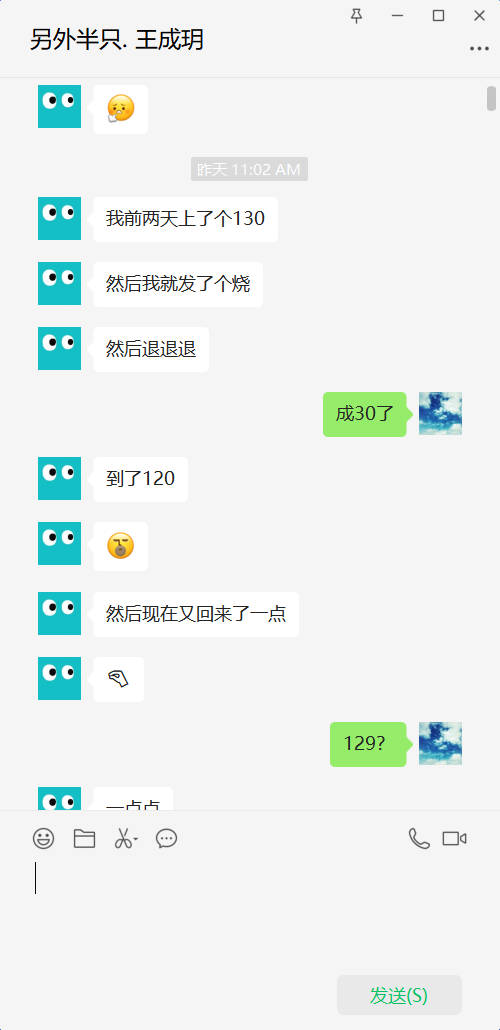 另外半只. 王成玥
昨天 11:02 AM
我前两天上了个130
然后我就发了个烧
然后退退退
成30了
到了120
然后现在又回来了一点
129?
一点点
发送(S)